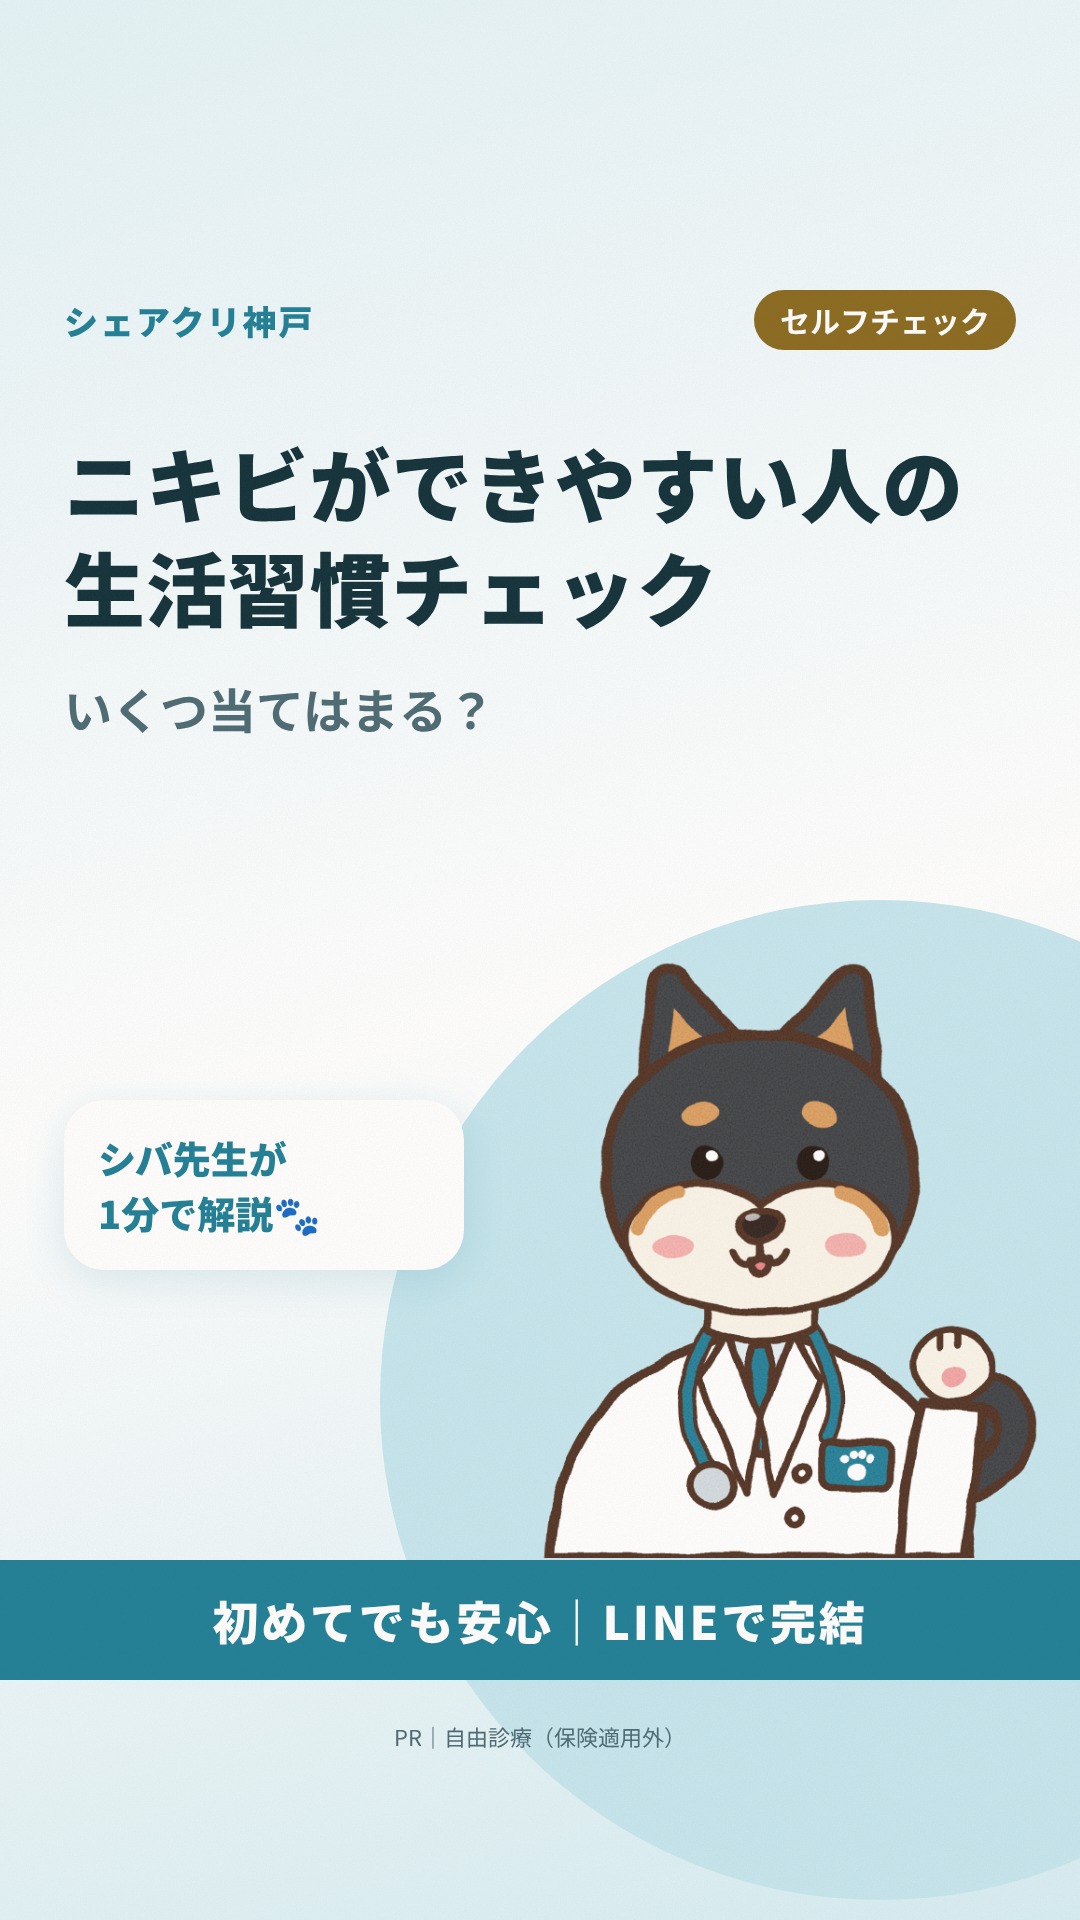 シェアクリ神戸
セルフチェック
ニキビができやすい人の
生活習慣チェック
いくつ当てはまる？
シバ先生が
1分で解説🐾
初めてでも安心｜LINEで完結
PR｜自由診療（保険適用外）